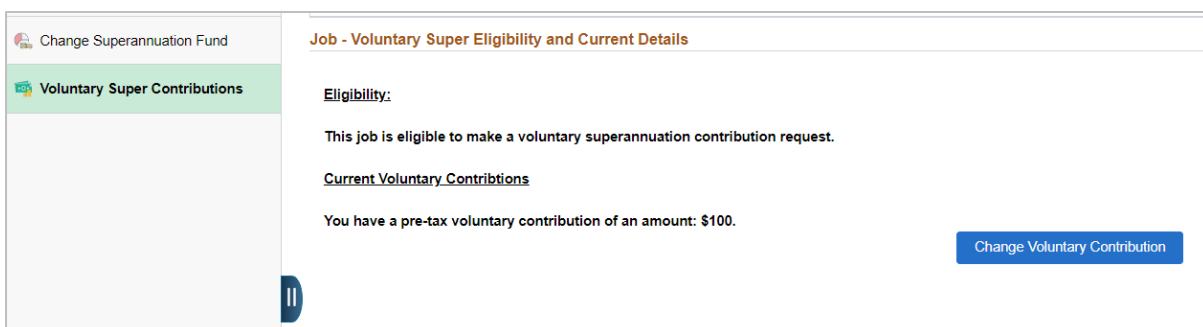 Change Superannuation Fund
Voluntary Super Contributions
Job - Voluntary Super Eligibility and Current Details
Eligibility:
This job is eligible to make a voluntary superannuation contribution request.
Current Voluntary Contribtions
You have a pre-tax voluntary contribution of an amount: $100.
Change Voluntary Contribution